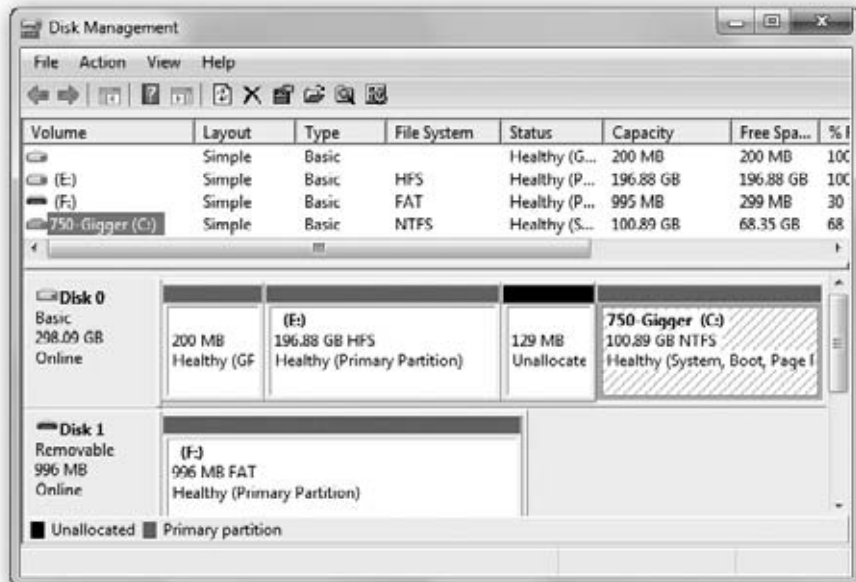 Disk Management
File Action View Help
Volume Layout Type File System Status Capacity Free Spa... % F
Simple Basic Healthy (G... 200 MB 200 MB 100
(E:) Simple Basic HFS Healthy (P... 196.88 GB 196.88 GB 100
(F:) Simple Basic FAT Healthy (P... 995 MB 299 MB 30
750-Gigger (C:) Simple Basic NTFS Healthy (S... 100.89 GB 68.35 GB 68
Disk 0
Basic
298.09 GB
Online
200 MB
Healthy (GF
(E:)
196.88 GB HFS
Healthy (Primary Partition)
129 MB
Unallocate
750-Gigger (C:)
100.89 GB NTFS
Healthy (System, Boot, Page F
Disk 1
Removable
996 MB
Online
(F:)
996 MB FAT
Healthy (Primary Partition)
Unallocated Primary partition